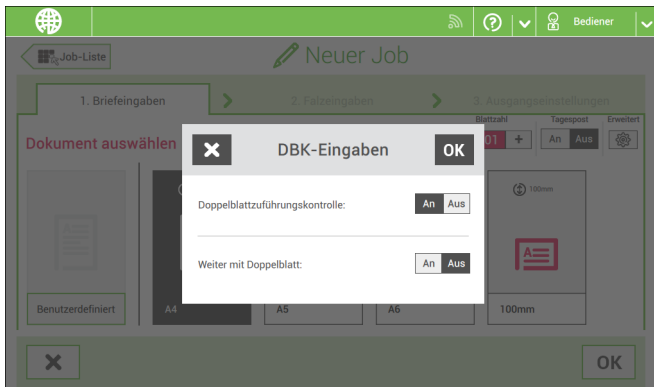 Bediener
Job-Liste
Neuer Job
1. Briefeingaben
2. Falzeingaben
3. Ausgangseinstellungen
Blattzahl
Tagespost
Erweitert
Dokument auswählen
01 +
An Aus
DBK-Eingaben
OK
100mm
Doppelblattzuführungskontrolle:
An Aus
Weiter mit Doppelblatt:
An Aus
Benutzerdefiniert
A4
A5
A6
100mm
OK